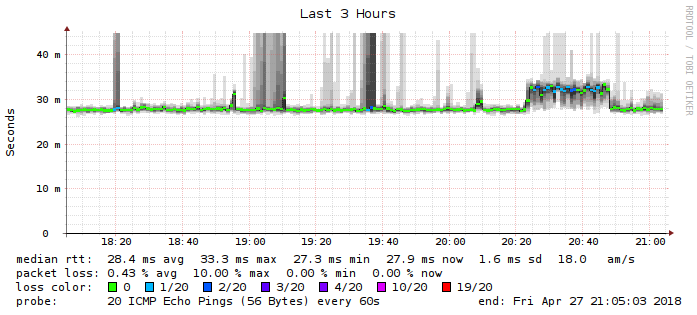 Last 3 Hours
RRDTOOL / TOBI OETIKER
Seconds
40 m
30 m
20 m
10 m
0
18:20 18:40 19:00 19:20 19:40 20:00 20:20 20:40 21:00
median rtt: 28.4 ms avg 33.3 ms max 27.3 ms min 27.9 ms now 1.6 ms sd 18.0 am/s
packet loss: 0.43 % avg 10.00 % max 0.00 % min 0.00 % now
loss color: 0 1/20 2/20 3/20 4/20 10/20 19/20
probe: 20 ICMP Echo Pings (56 Bytes) every 60s end: Fri Apr 27 21:05:03 2018